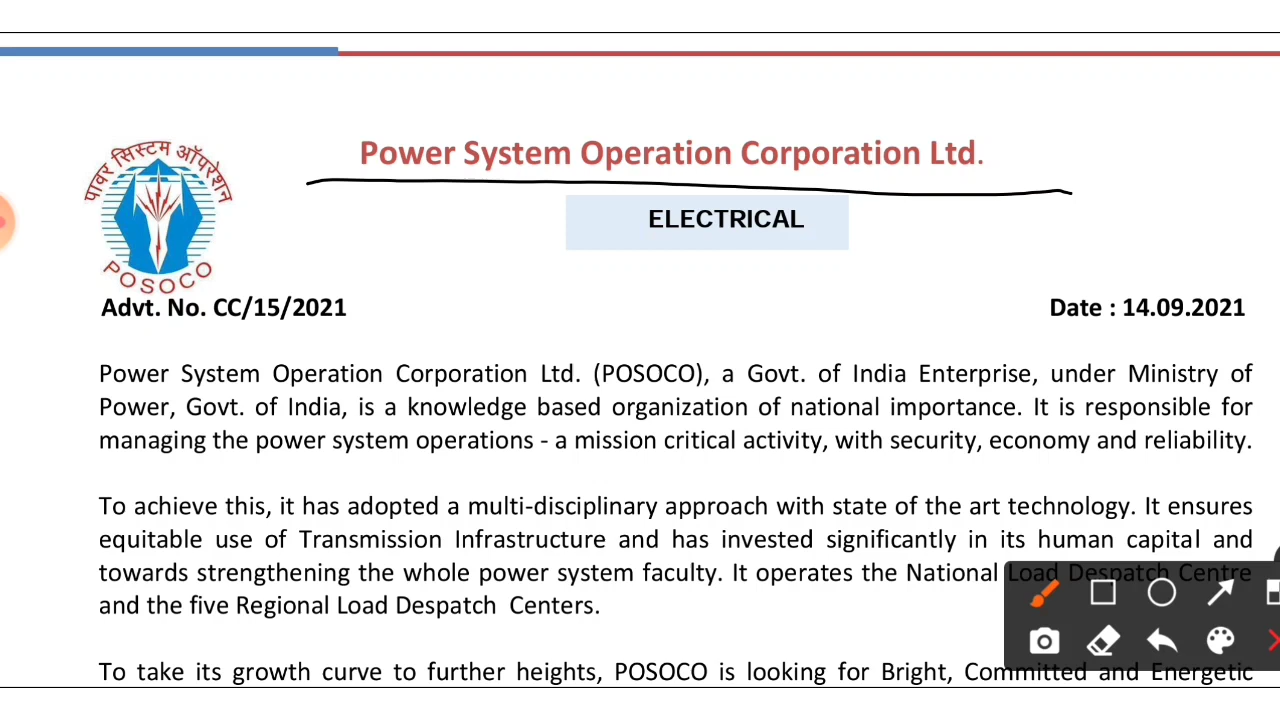 पावर सिस्टम ऑपरेशन
POSOCO
Power System Operation Corporation Ltd.
ELECTRICAL
Advt. No. CC/15/2021
Date : 14.09.2021
Power System Operation Corporation Ltd. (POSOCO), a Govt. of India Enterprise, under Ministry of
Power, Govt. of India, is a knowledge based organization of national importance. It is responsible for
managing the power system operations - a mission critical activity, with security, economy and reliability.
To achieve this, it has adopted a multi-disciplinary approach with state of the art technology. It ensures
equitable use of Transmission Infrastructure and has invested significantly in its human capital and
towards strengthening the whole power system faculty. It operates the National Load Despatch Centre
and the five Regional Load Despatch Centers.
To take its growth curve to further heights, POSOCO is looking for Bright, Committed and Energetic